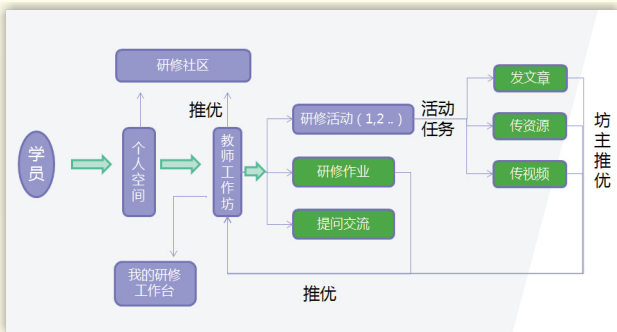 研修社区
推优
学员
个人空间
教师工作坊
我的研修
工作台
研修活动（1,2 ..）
研修作业
提问交流
活动
任务
发文章
传资源
传视频
坊主推优
推优